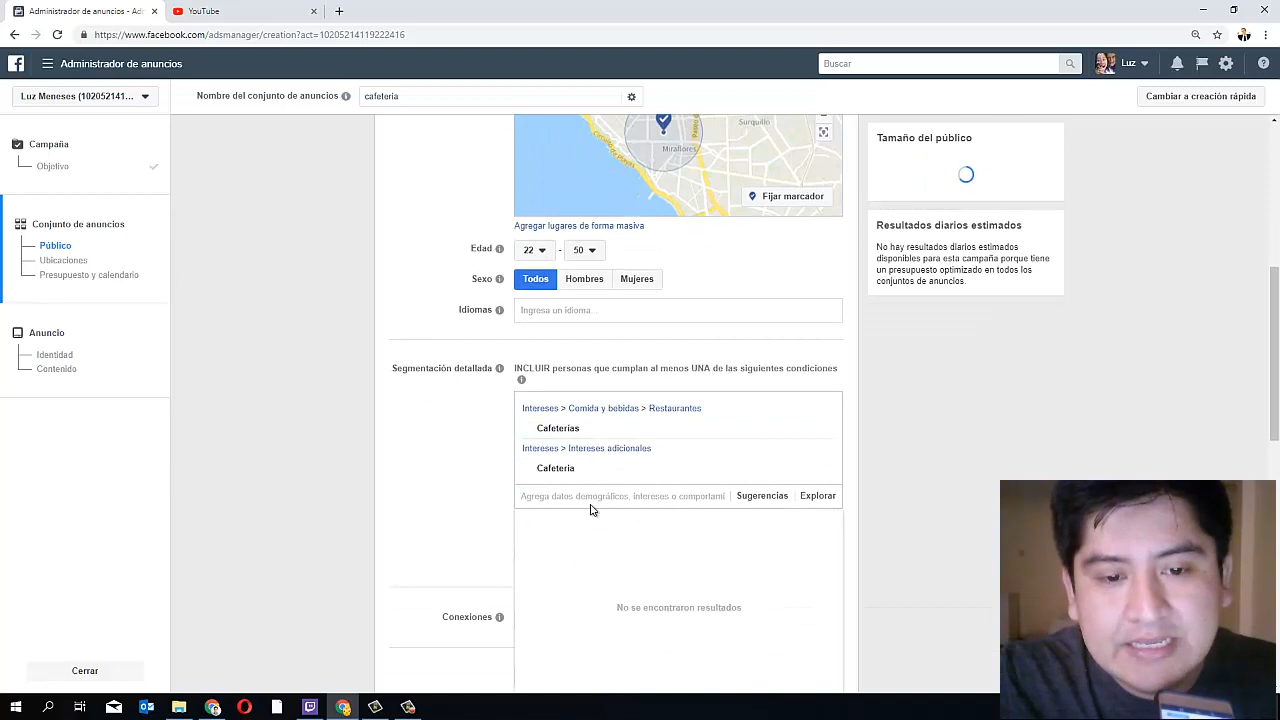 Administrador de anuncios - Ad
YouTube
https://www.facebook.com/adsmanager/creation?act=10205214119222416
Administrador de anuncios
Buscar
Luz
Luz Meneses (102052141...
Nombre del conjunto de anuncios
cafeteria
Cambiar a creación rápida
Campaña
Objetivo
Conjunto de anuncios
Público
Ubicaciones
Presupuesto y calendario
Anuncio
Identidad
Contenido
Cerrar
Surquillo
Miraflores
Fijar marcador
Agregar lugares de forma masiva
Edad
22
-
50
Sexo
Todos
Hombres
Mujeres
Idiomas
Ingresa un idioma...
Segmentación detallada
INCLUIR personas que cumplan al menos UNA de las siguientes condiciones
Intereses > Comida y bebidas > Restaurantes
Cafeterías
Intereses > Intereses adicionales
Cafeteria
Agrega datos demográficos, intereses o comportami
Sugerencias
Explorar
No se encontraron resultados
Conexiones
Tamaño del público
Resultados diarios estimados
No hay resultados diarios estimados
disponibles para esta campaña porque tiene
un presupuesto optimizado en todos los
conjuntos de anuncios.